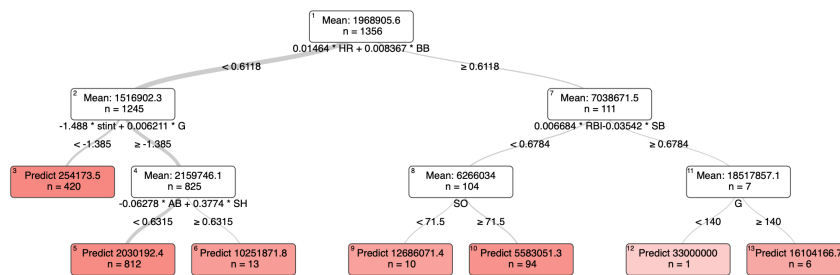 1 Mean: 1968905.6
n = 1356
0.01464 * HR + 0.008367 * BB
< 0.6118
≥ 0.6118
2 Mean: 1516902.3
n = 1245
-1.488 * stint + 0.006211 * G
7 Mean: 7038671.5
n = 111
0.006684 * RBI-0.03542 * SB
< -1.385
≥ -1.385
< 0.6784
≥ 0.6784
3 Predict 254173.5
n = 420
4 Mean: 2159746.1
n = 825
-0.06278 * AB + 0.3774 * SH
8 Mean: 6266034
n = 104
SO
11 Mean: 18517857.1
n = 7
G
< 0.6315
≥ 0.6315
< 71.5
≥ 71.5
< 140
≥ 140
5 Predict 2030192.4
n = 812
6 Predict 10251871.8
n = 13
9 Predict 12686071.4
n = 10
10 Predict 5583051.3
n = 94
12 Predict 33000000
n = 1
13 Predict 16104166.7
n = 6